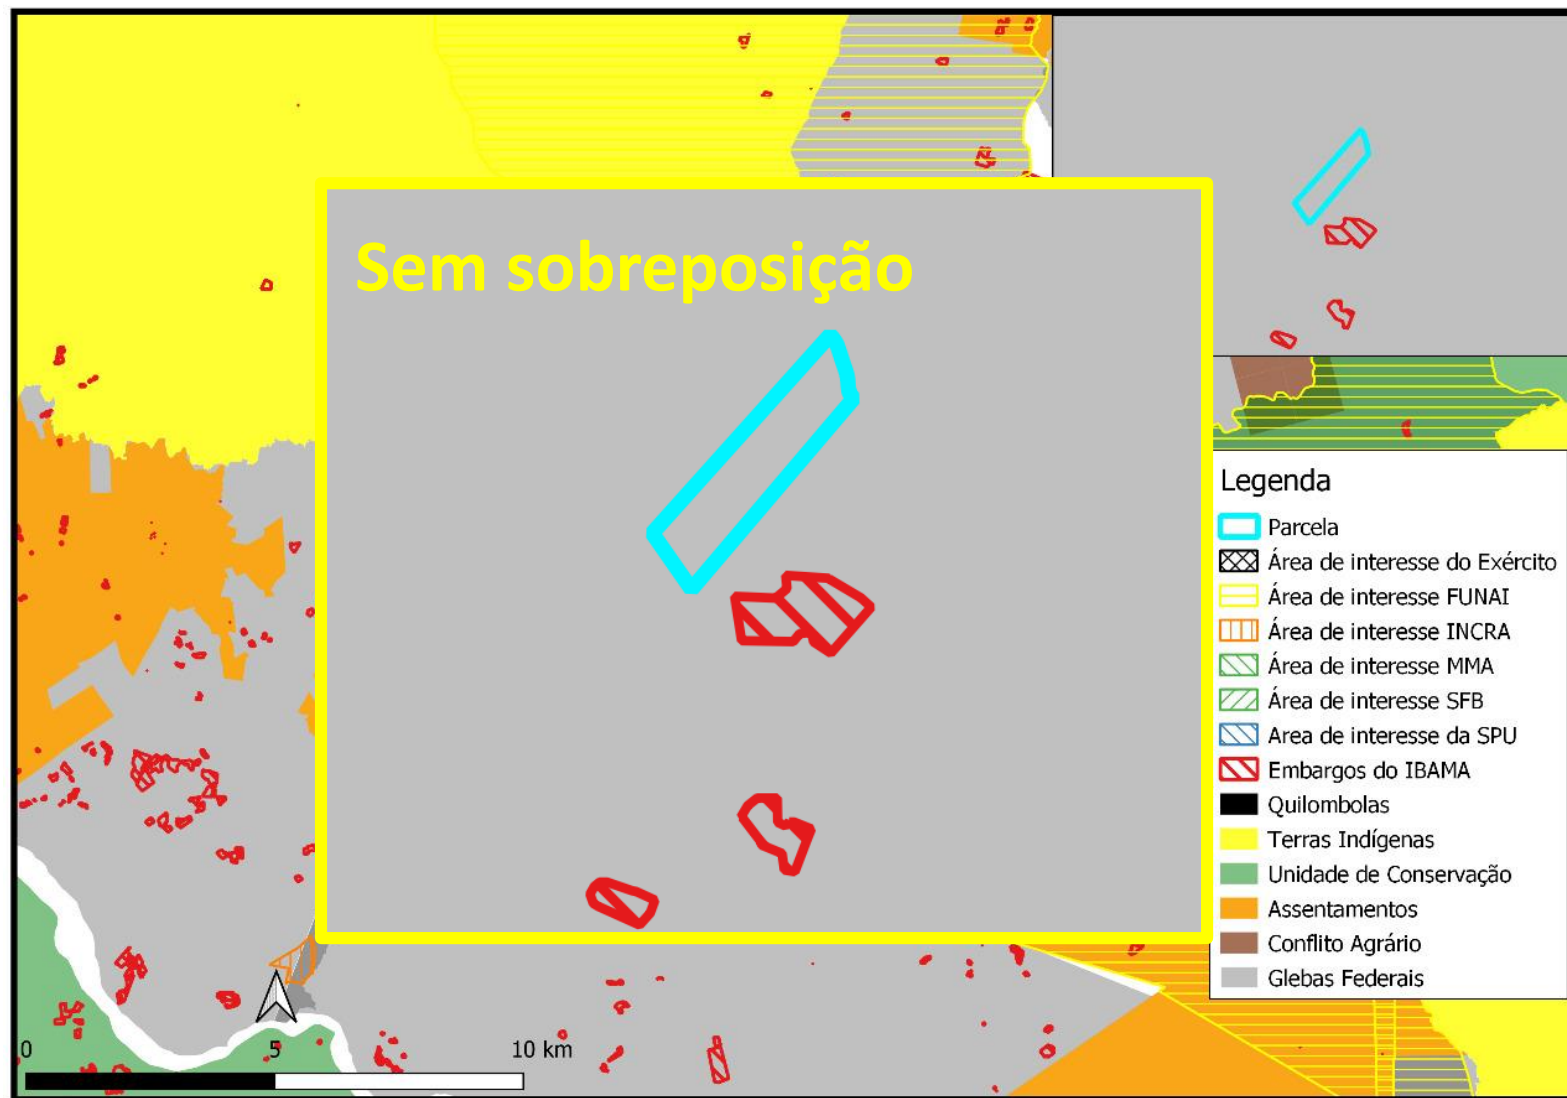 Sem sobreposição
Legenda
Parcela
Área de interesse do Exército
Área de interesse FUNAI
Área de interesse INCRA
Área de interesse MMA
Área de interesse SFB
Area de interesse da SPU
Embargos do IBAMA
Quilombolas
Terras Indígenas
Unidade de Conservação
Assentamentos
Conflito Agrário
Glebas Federais
0 5 10 km